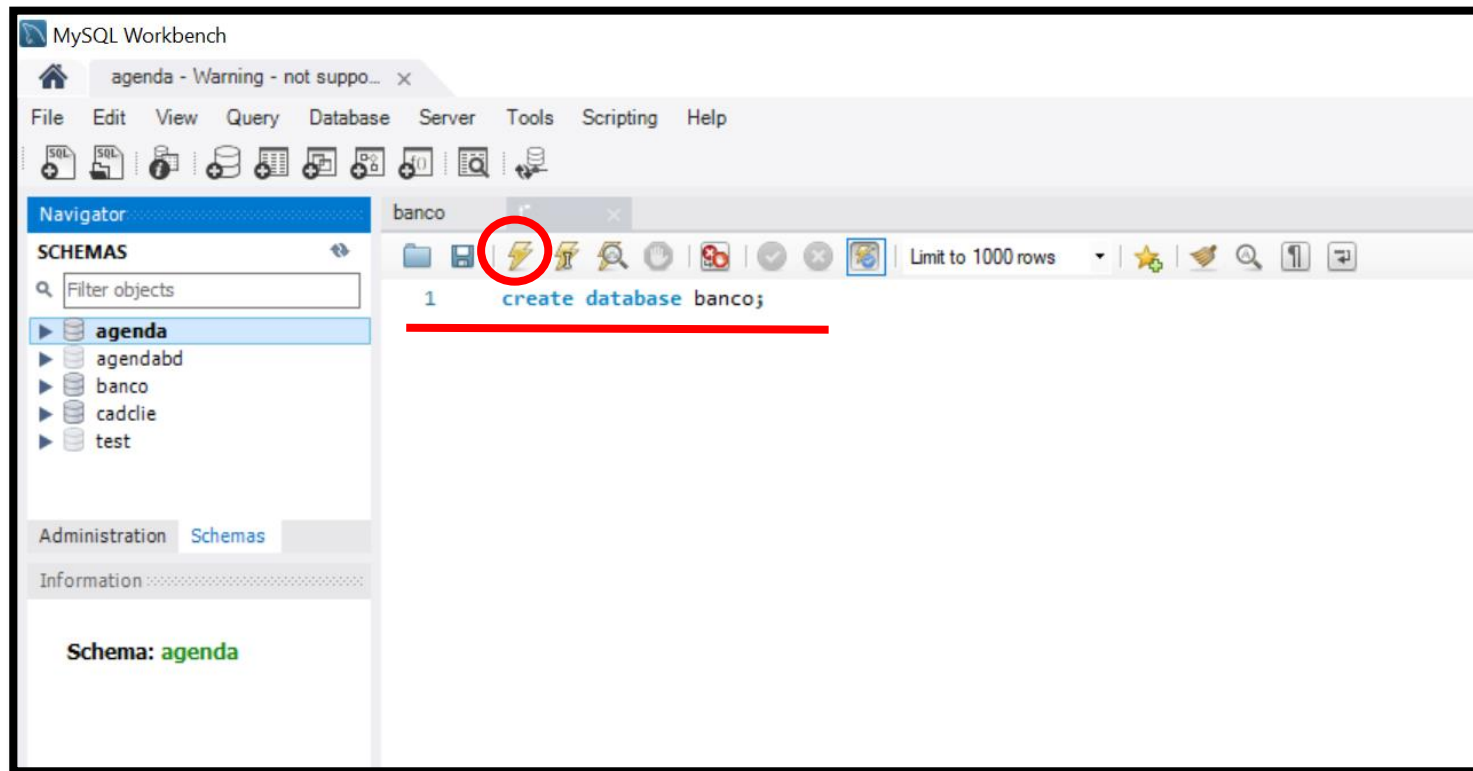 MySQL Workbench
agenda - Warning - not suppo...
File Edit View Query Database Server Tools Scripting Help
SQL SQL
Navigator
banco
SCHEMAS
Limit to 1000 rows
Filter objects
1 create database banco;
agenda
agendabd
banco
cadclie
test
Administration Schemas
Information
Schema: agenda